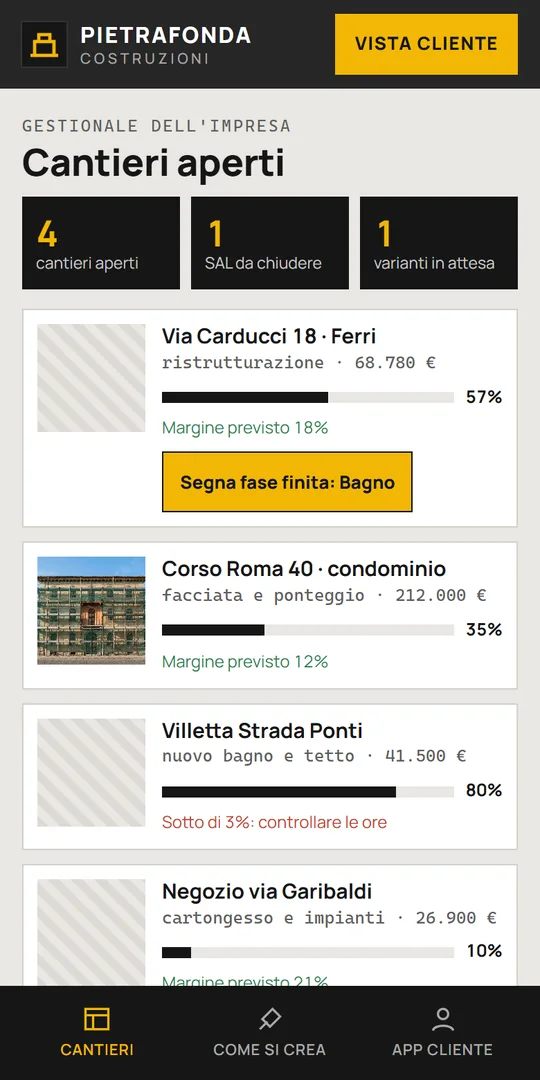 PIETRAFONDA
COSTRUZIONI
VISTA CLIENTE
GESTIONALE DELL'IMPRESA
Cantieri aperti
4
cantieri aperti
1
SAL da chiudere
1
varianti in attesa
Via Carducci 18 · Ferri
ristrutturazione · 68.780 €
57%
Margine previsto 18%
Segna fase finita: Bagno
Corso Roma 40 · condominio
facciata e ponteggio · 212.000 €
35%
Margine previsto 12%
Villetta Strada Ponti
nuovo bagno e tetto · 41.500 €
80%
Sotto di 3%: controllare le ore
Negozio via Garibaldi
cartongesso e impianti · 26.900 €
10%
Margine previsto 21%
CANTIERI
COME SI CREA
APP CLIENTE